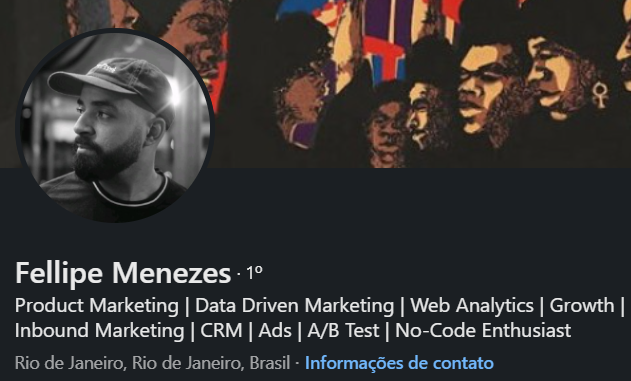 Fellipe Menezes · 1º
Product Marketing | Data Driven Marketing | Web Analytics | Growth |
Inbound Marketing | CRM | Ads | A/B Test | No-Code Enthusiast
Rio de Janeiro, Rio de Janeiro, Brasil · Informações de contato